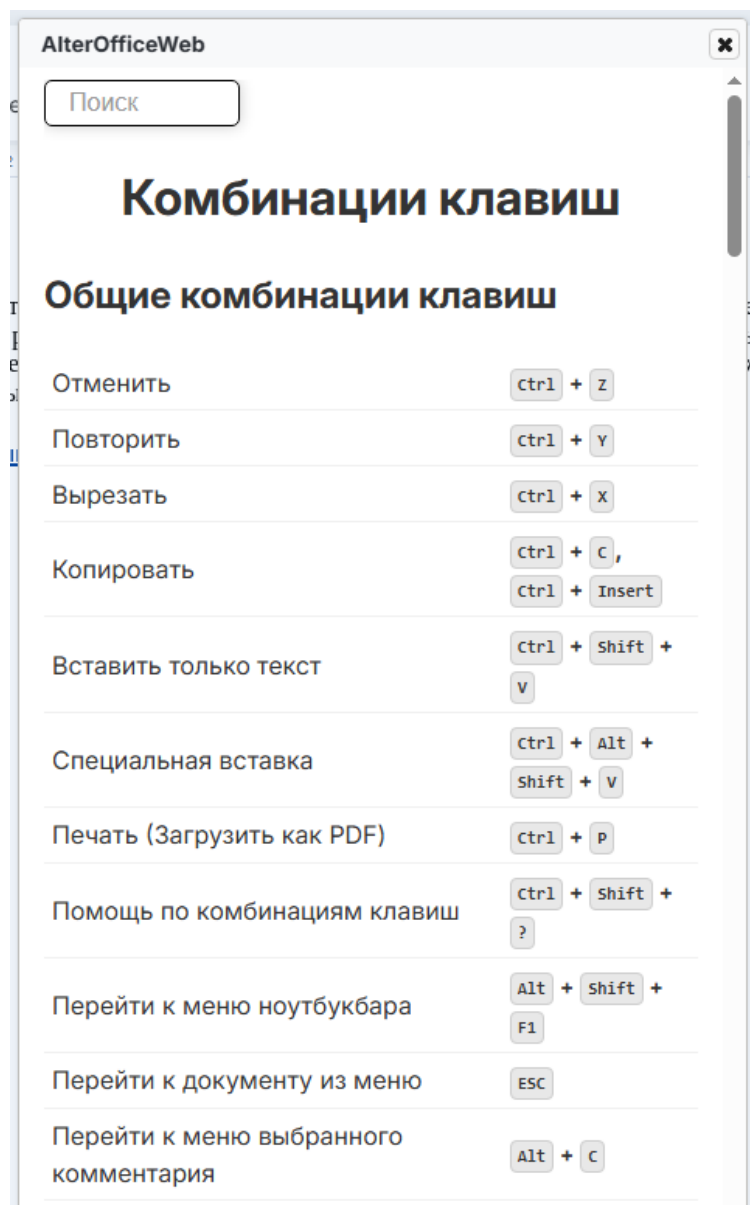 AlterOfficeWeb
Поиск
Комбинации клавиш
Общие комбинации клавиш
Отменить Ctrl + Z
Повторить Ctrl + Y
Вырезать Ctrl + X
Копировать Ctrl + C,
Ctrl + Insert
Вставить только текст Ctrl + Shift +
V
Специальная вставка Ctrl + Alt +
Shift + V
Печать (Загрузить как PDF) Ctrl + P
Помощь по комбинациям клавиш Ctrl + Shift +
?
Перейти к меню ноутбукбара Alt + Shift +
F1
Перейти к документу из меню ESC
Перейти к меню выбранного
комментария Alt + C